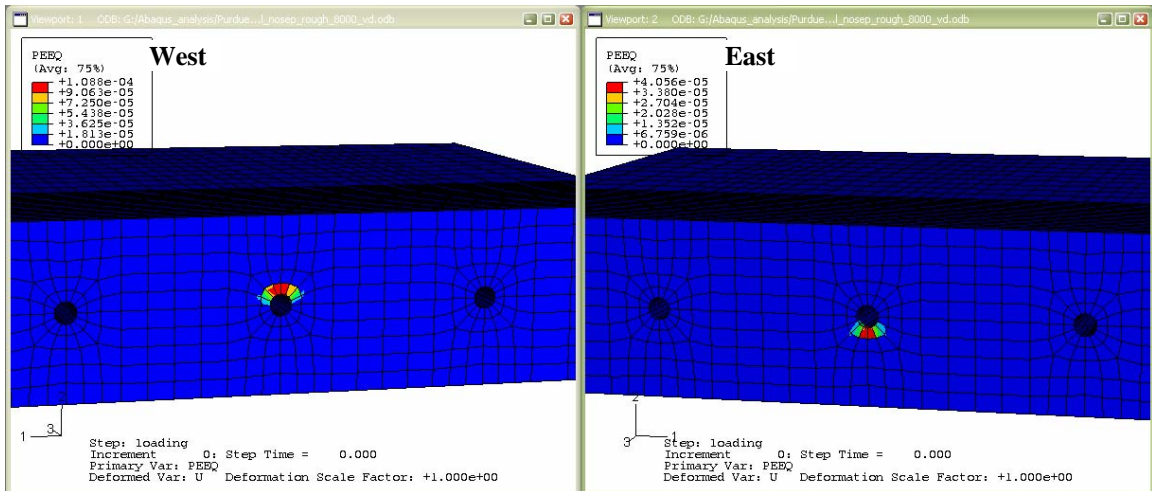 Viewport: 1 ODB: G:/Abaqus_analysis/Purdue...l_nosep_rough_8000_vd.odb
West
PEEQ
(Avg: 75%)
+1.088e-04
+9.063e-05
+7.250e-05
+5.438e-05
+3.625e-05
+1.813e-05
+0.000e+00
2
1
3
Step: loading
Increment 0: Step Time = 0.000
Primary Var: PEEQ
Deformed Var: U Deformation Scale Factor: +1.000e+00
Viewport: 2 ODB: G:/Abaqus_analysis/Purdue...l_nosep_rough_8000_vd.odb
East
PEEQ
(Avg: 75%)
+4.056e-05
+3.380e-05
+2.704e-05
+2.028e-05
+1.352e-05
+6.759e-06
+0.000e+00
2
3
1
Step: loading
Increment 0: Step Time = 0.000
Primary Var: PEEQ
Deformed Var: U Deformation Scale Factor: +1.000e+00